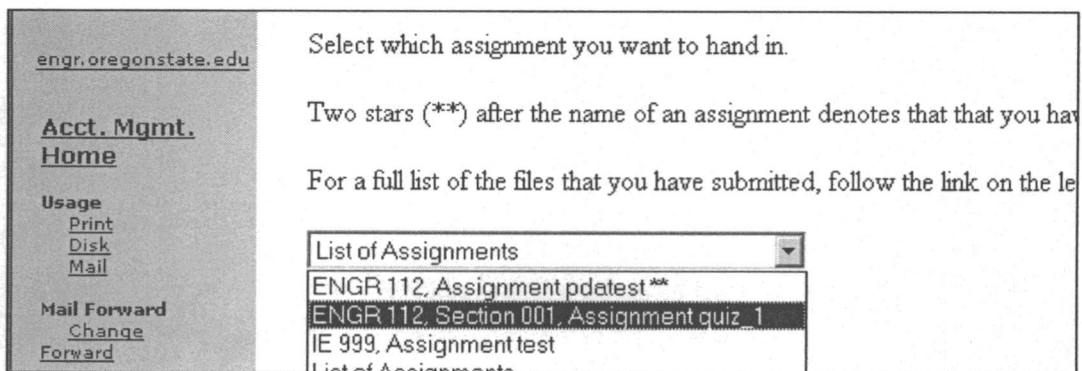 engr.oregonstate.edu
Acct. Mgmt.
Home
Usage
Print
Disk
Mail
Mail Forward
Change
Forward
Select which assignment you want to hand in.
Two stars (**) after the name of an assignment denotes that that you hav
For a full list of the files that you have submitted, follow the link on the le
List of Assignments
ENGR 112, Assignment pdatest **
ENGR 112, Section 001, Assignment quiz_1
IE 999, Assignment test
List of Assignments